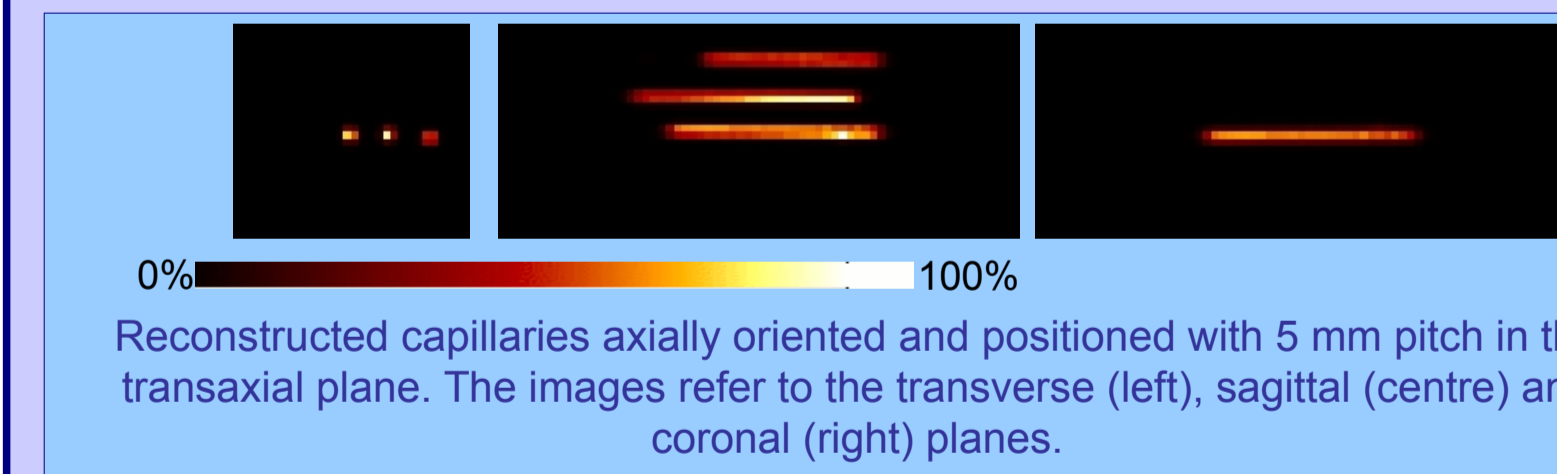 0% 100%
Reconstructed capillaries axially oriented and positioned with 5 mm pitch in
transaxial plane. The images refer to the transverse (left), sagittal (centre)
coronal (right) planes.